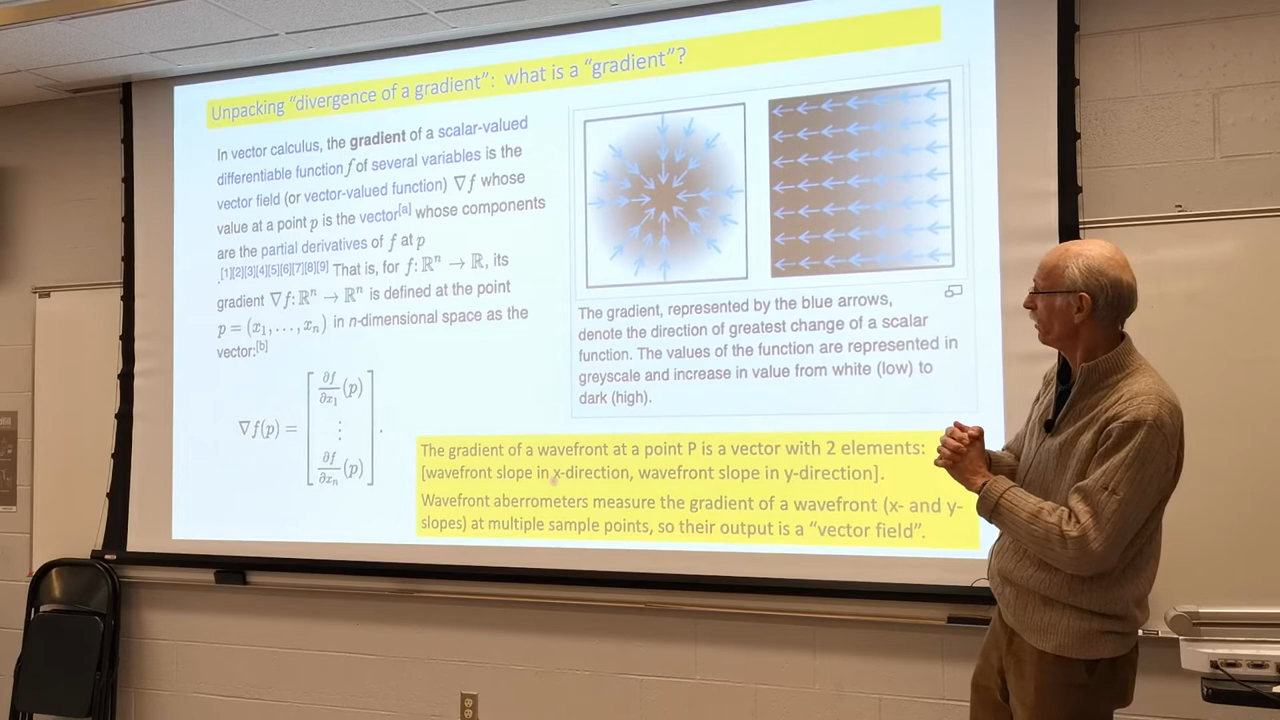 Unpacking “divergence of a gradient”: what is a “gradient”?
In vector calculus, the gradient of a scalar-valued
differentiable function f of several variables is the
vector field (or vector-valued function) ∇f whose
value at a point p is the vector[a] whose components
are the partial derivatives of f at p
.[1][2][3][4][5][6][7][8][9] That is, for f: ℝⁿ → ℝ, its
gradient ∇f: ℝⁿ → ℝⁿ is defined at the point
p = (x₁, . . . , xₙ) in n-dimensional space as the
vector:[b]
∇f(p) = [ ∂f/∂x₁ (p) ⋮ ∂f/∂xₙ (p) ] .
The gradient, represented by the blue arrows,
denote the direction of greatest change of a scalar
function. The values of the function are represented in
greyscale and increase in value from white (low) to
dark (high).
The gradient of a wavefront at a point P is a vector with 2 elements:
[wavefront slope in x-direction, wavefront slope in y-direction].
Wavefront aberrometers measure the gradient of a wavefront (x- and y-
slopes) at multiple sample points, so their output is a “vector field”.